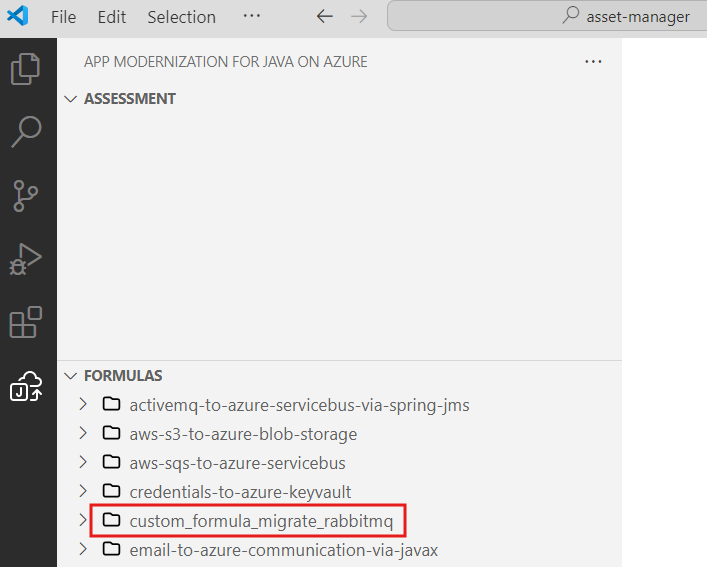 File Edit Selection ··· asset-manager
APP MODERNIZATION FOR JAVA ON AZURE ···
ASSESSMENT
FORMULAS
activemq-to-azure-servicebus-via-spring-jms
aws-s3-to-azure-blob-storage
aws-sqs-to-azure-servicebus
credentials-to-azure-keyvault
custom_formula_migrate_rabbitmq
email-to-azure-communication-via-javax